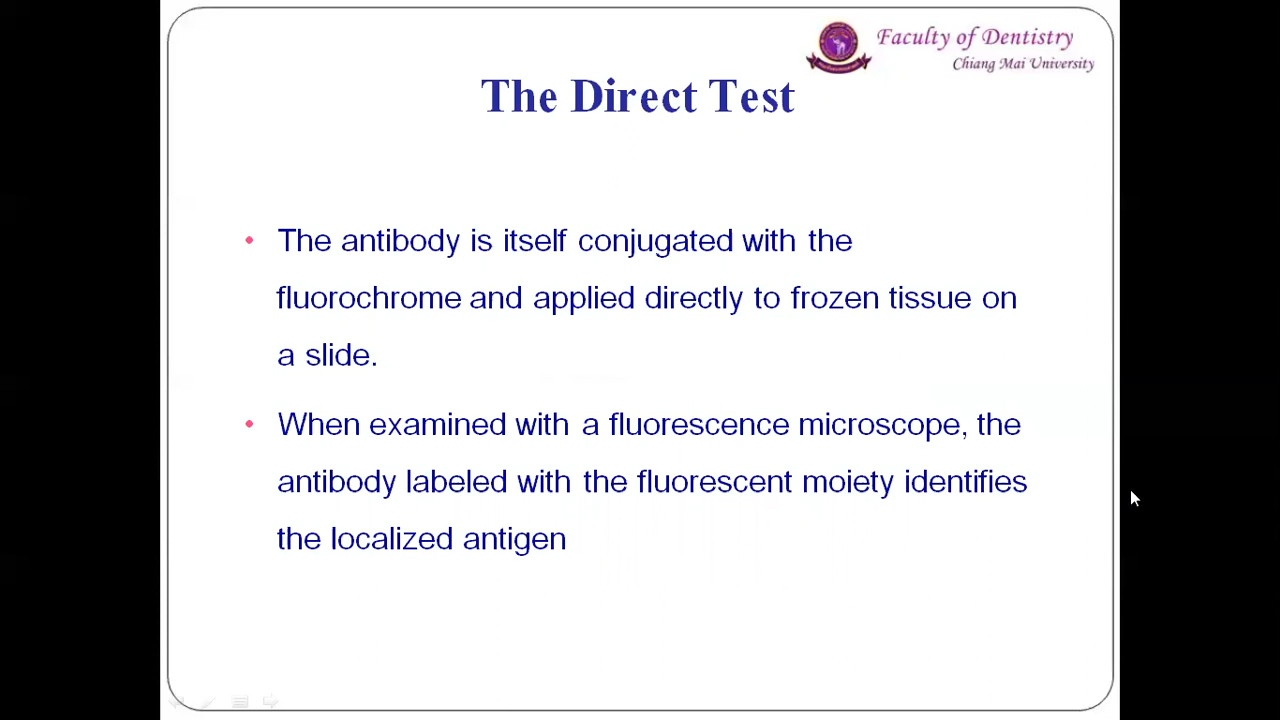 Faculty of Dentistry
Chiang Mai University
The Direct Test
• The antibody is itself conjugated with the
fluorochrome and applied directly to frozen tissue on
a slide.
• When examined with a fluorescence microscope, the
antibody labeled with the fluorescent moiety identifies
the localized antigen